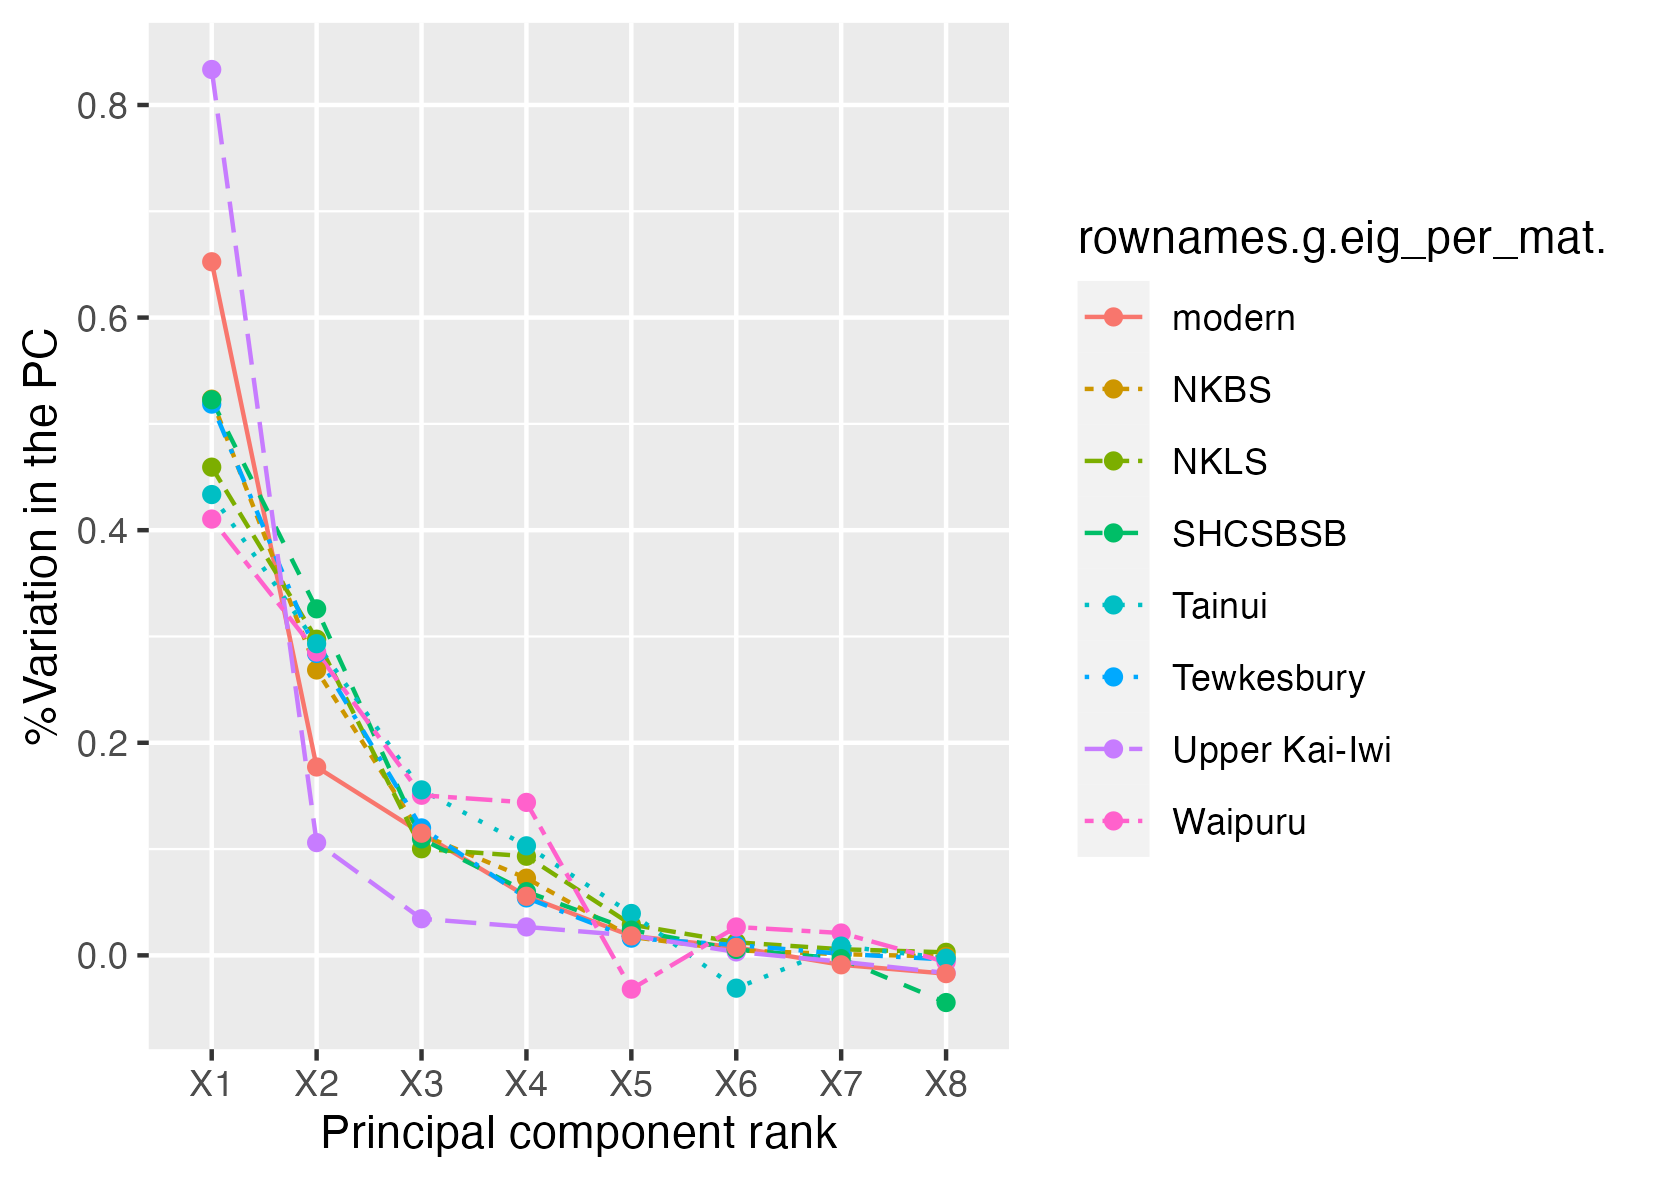 0.8
0.6
0.4
0.2
0.0
%Variation in the PC
X1 X2 X3 X4 X5 X6 X7 X8
Principal component rank
rownames.g.eig_per_mat.
modern
NKBS
NKLS
SHCSBSB
Tainui
Tewkesbury
Upper Kai-Iwi
Waipuru